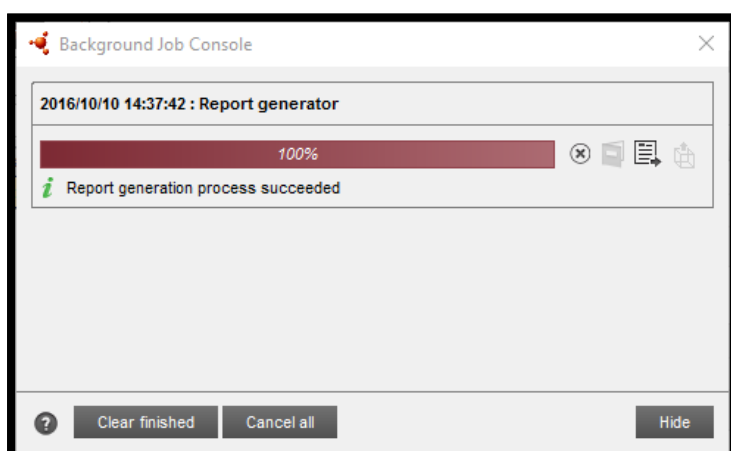 Background Job Console
2016/10/10 14:37:42 : Report generator
100%
Report generation process succeeded
Clear finished
Cancel all
Hide